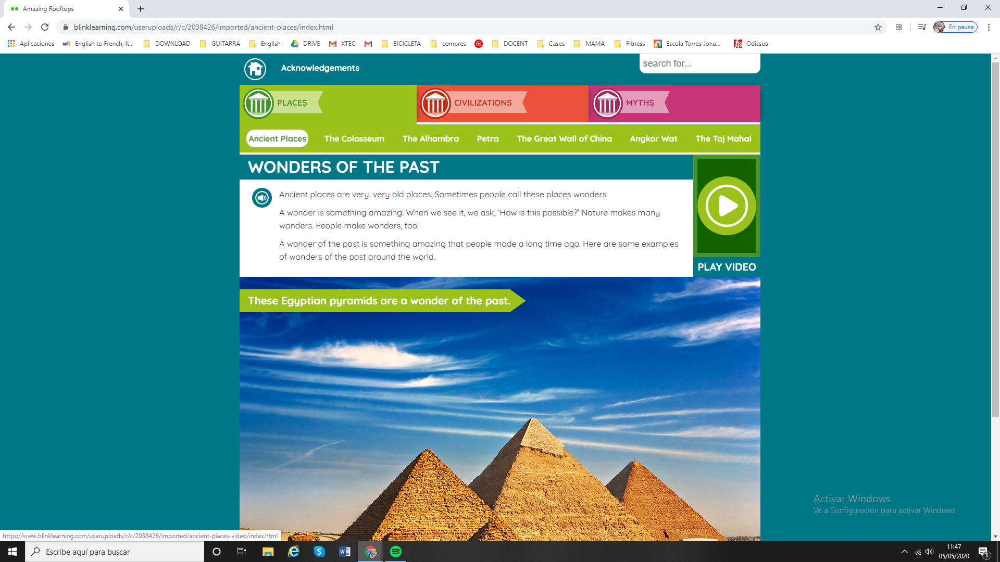 Amazing Rooftops
blinklearning.com/useruploads/r/c/2038426/imported/ancient-places/index.html
En pausa
Aplicaciones
wR English to French, It...
DOWNLOAD
GUITARRA
English
DRIVE
XTEC
BICICLETA
compres
DOCENT
Cases
MAMA
FItness
Escola Torres Jona...
Odissea
Acknowledgements
search for...
PLACES
CIVILIZATIONS
MYTHS
Ancient Places
The Colosseum
The Alhambra
Petra
The Great Wall of China
Angkor Wat
The Taj Mahal
WONDERS OF THE PAST
Ancient places are very, very old places. Sometimes people call these places wonders.
A wonder is something amazing. When we see it, we ask, ‘How is this possible?’ Nature makes many
wonders. People make wonders, too!
A wonder of the past is something amazing that people made a long time ago. Here are some examples
of wonders of the past around the world.
PLAY VIDEO
These Egyptian pyramids are a wonder of the past.
Activar Windows
Ve a Configuración para activar Windows.
https://www.blinklearning.com/useruploads/r/c/2038426/imported/ancient-places-video/index.html
Escribe aquí para buscar
11:47
05/05/2020
1